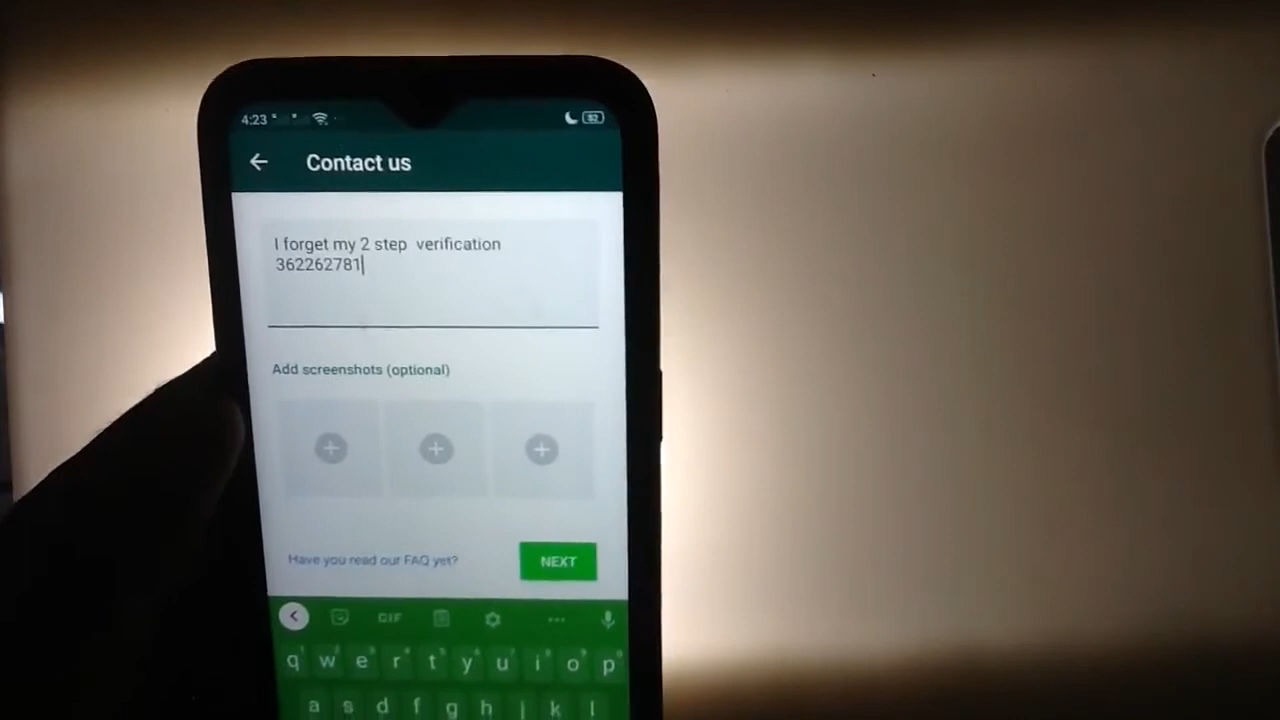 4:23
52
Contact us
I forget my 2 step verification
362262781
Add screenshots (optional)
Have you read our FAQ yet?
NEXT
GIF
q w e r t y u i o p
a s d f g h j k l